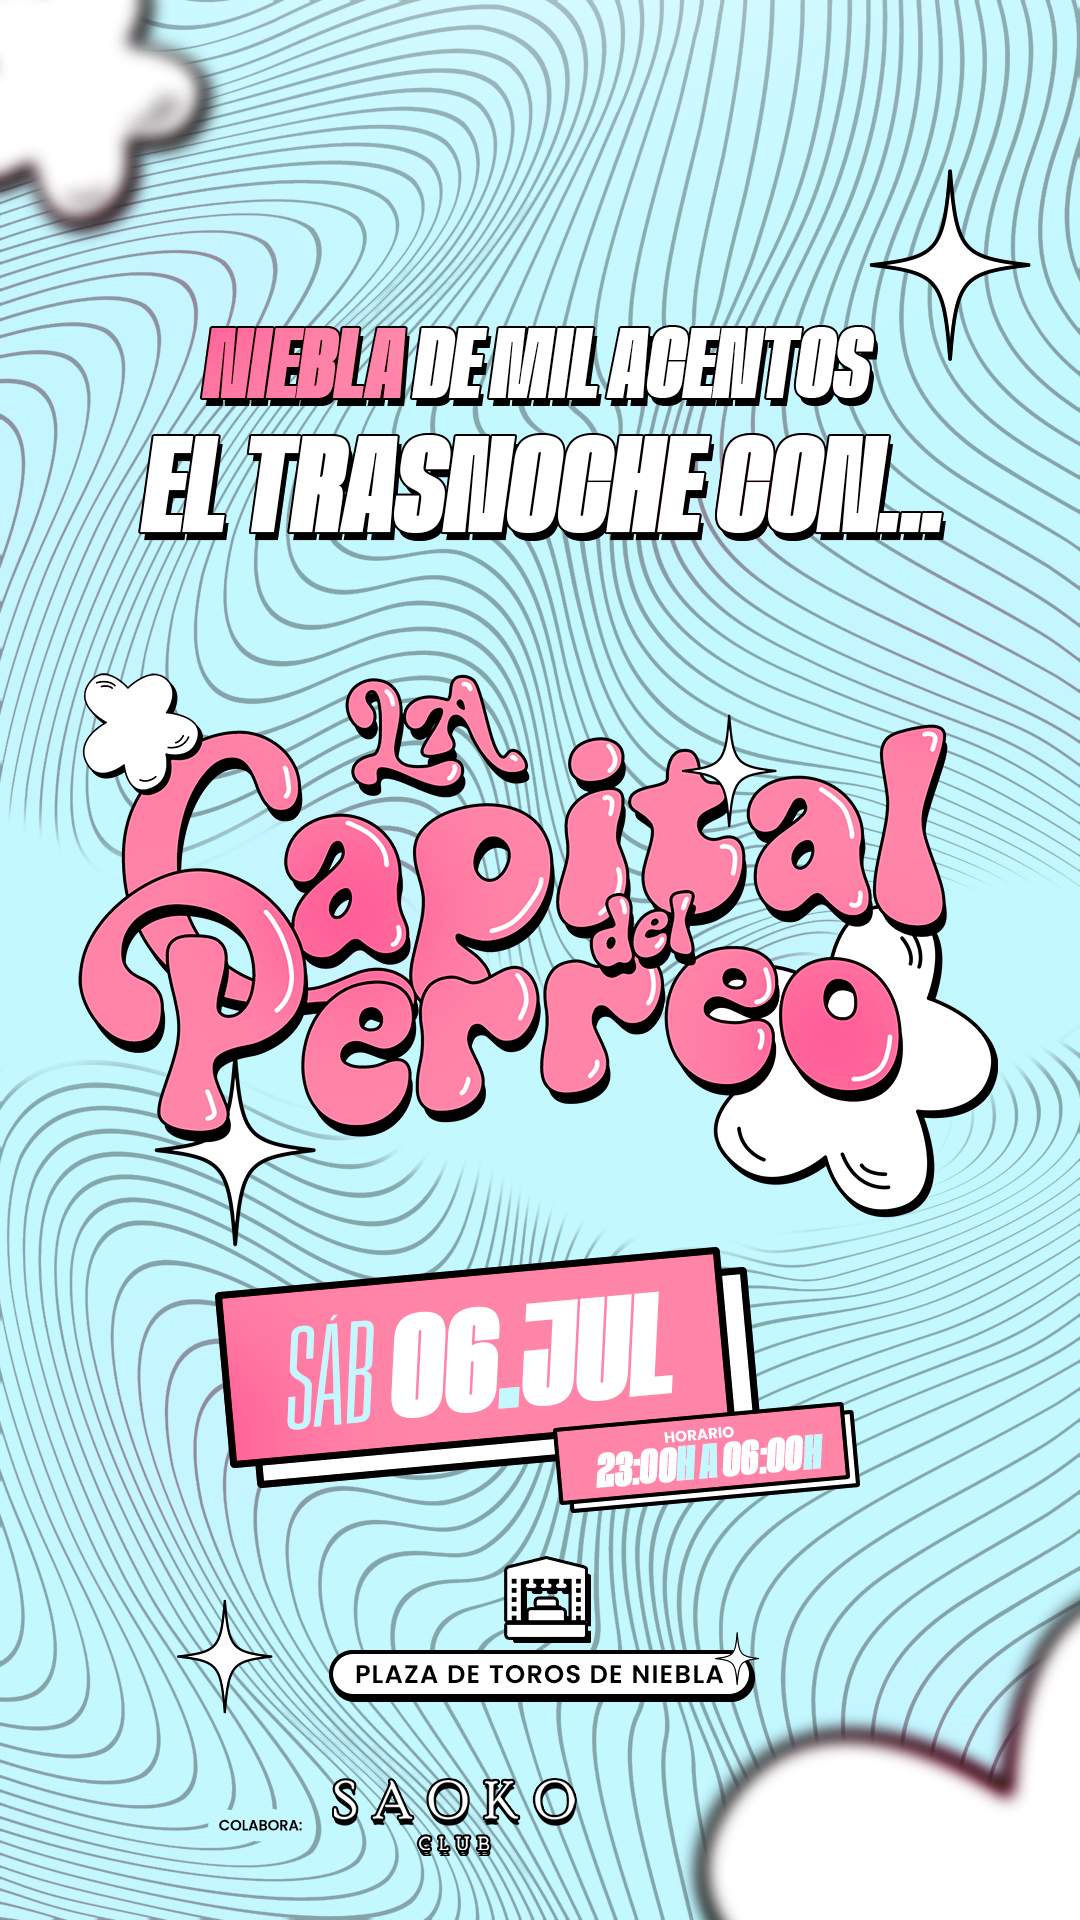 NIEBLA DE MIL ACENTOS
EL TRASNOCHE CON...
LA
Capital
del
Perreo
SÁB 06.JUL
HORARIO
23:00H A 06:00H
PLAZA DE TOROS DE NIEBLA
COLABORA:
SAOKO
CLUB